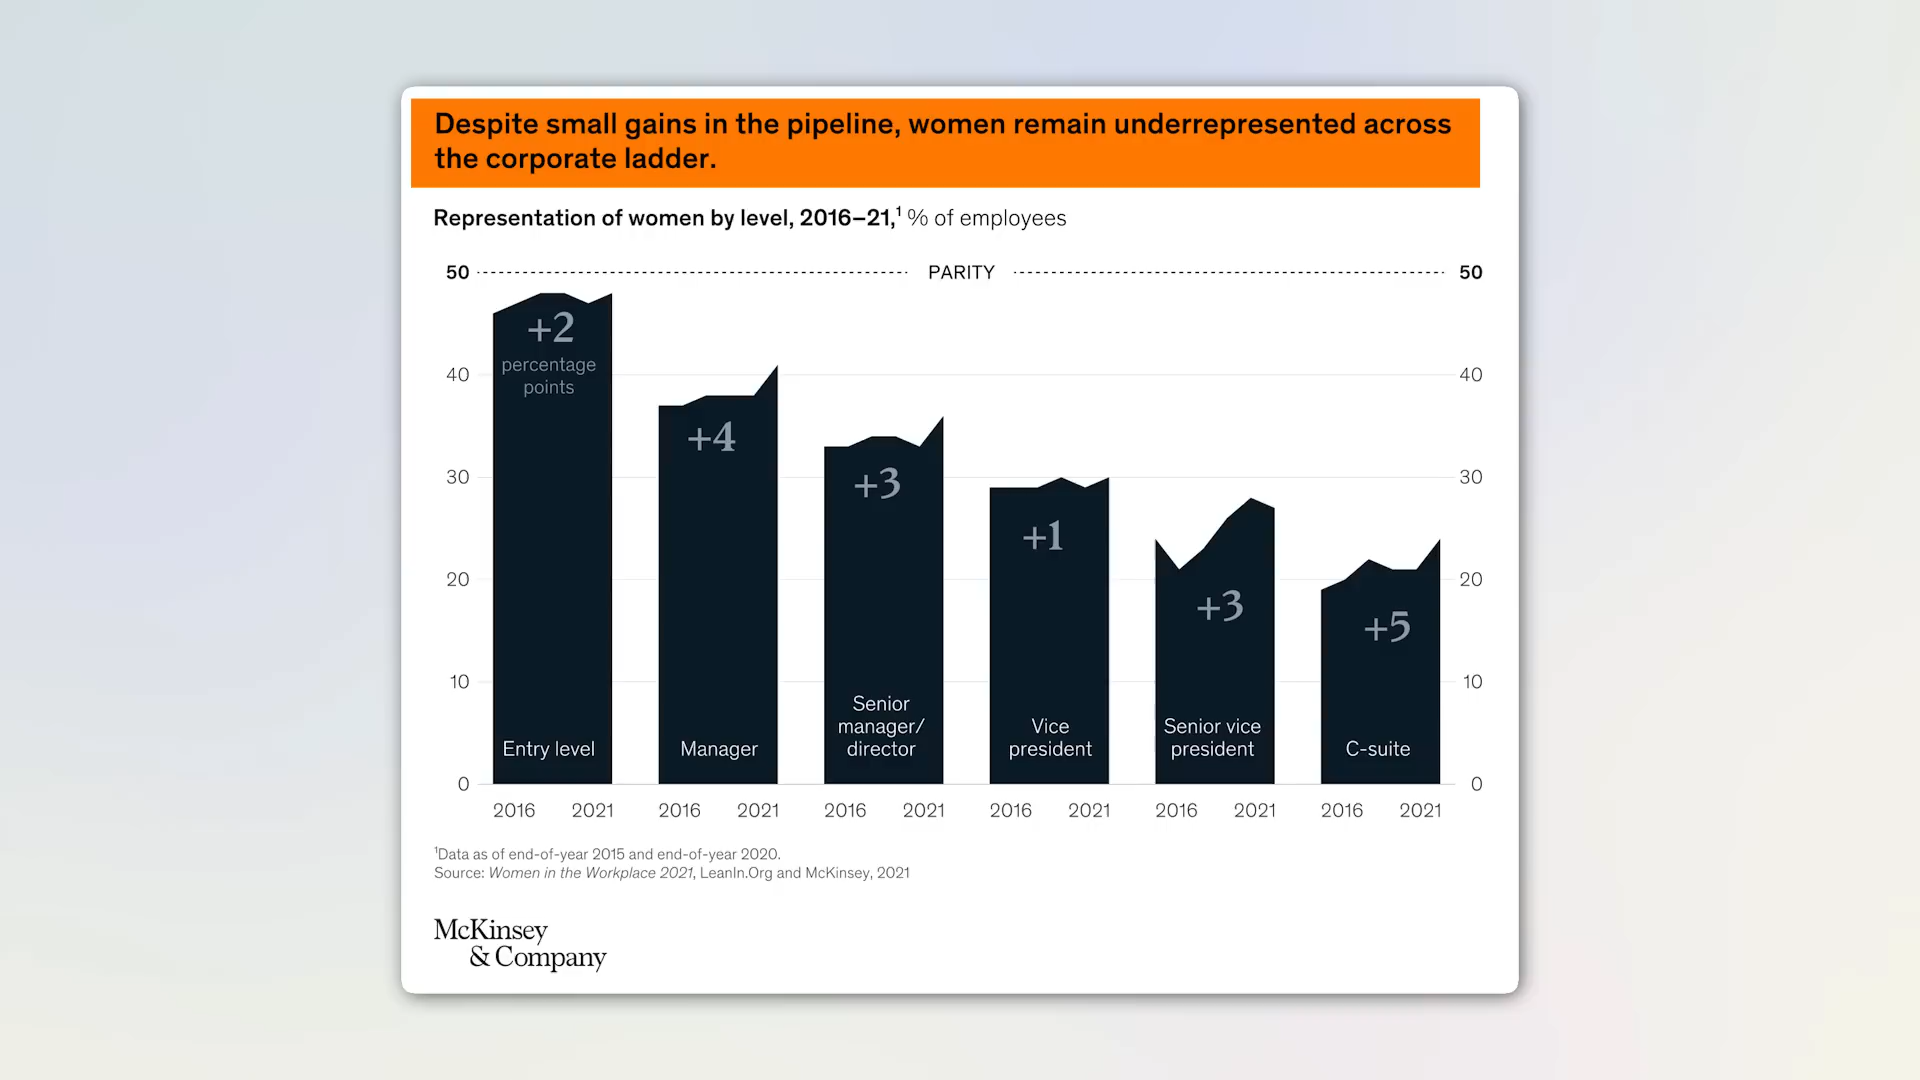 Despite small gains in the pipeline, women remain underrepresented across
the corporate ladder.
Representation of women by level, 2016–21,¹ % of employees
50 PARITY 50
+2
percentage
points
40 40
+4
+3
30 30
+1
20 20
+3
+5
10 10
Entry level
Manager
Senior
manager/
director
Vice
president
Senior vice
president
C-suite
0 0
2016 2021 2016 2021 2016 2021 2016 2021 2016 2021 2016 2021
¹Data as of end-of-year 2015 and end-of-year 2020.
Source: Women in the Workplace 2021, LeanIn.Org and McKinsey, 2021
McKinsey
& Company